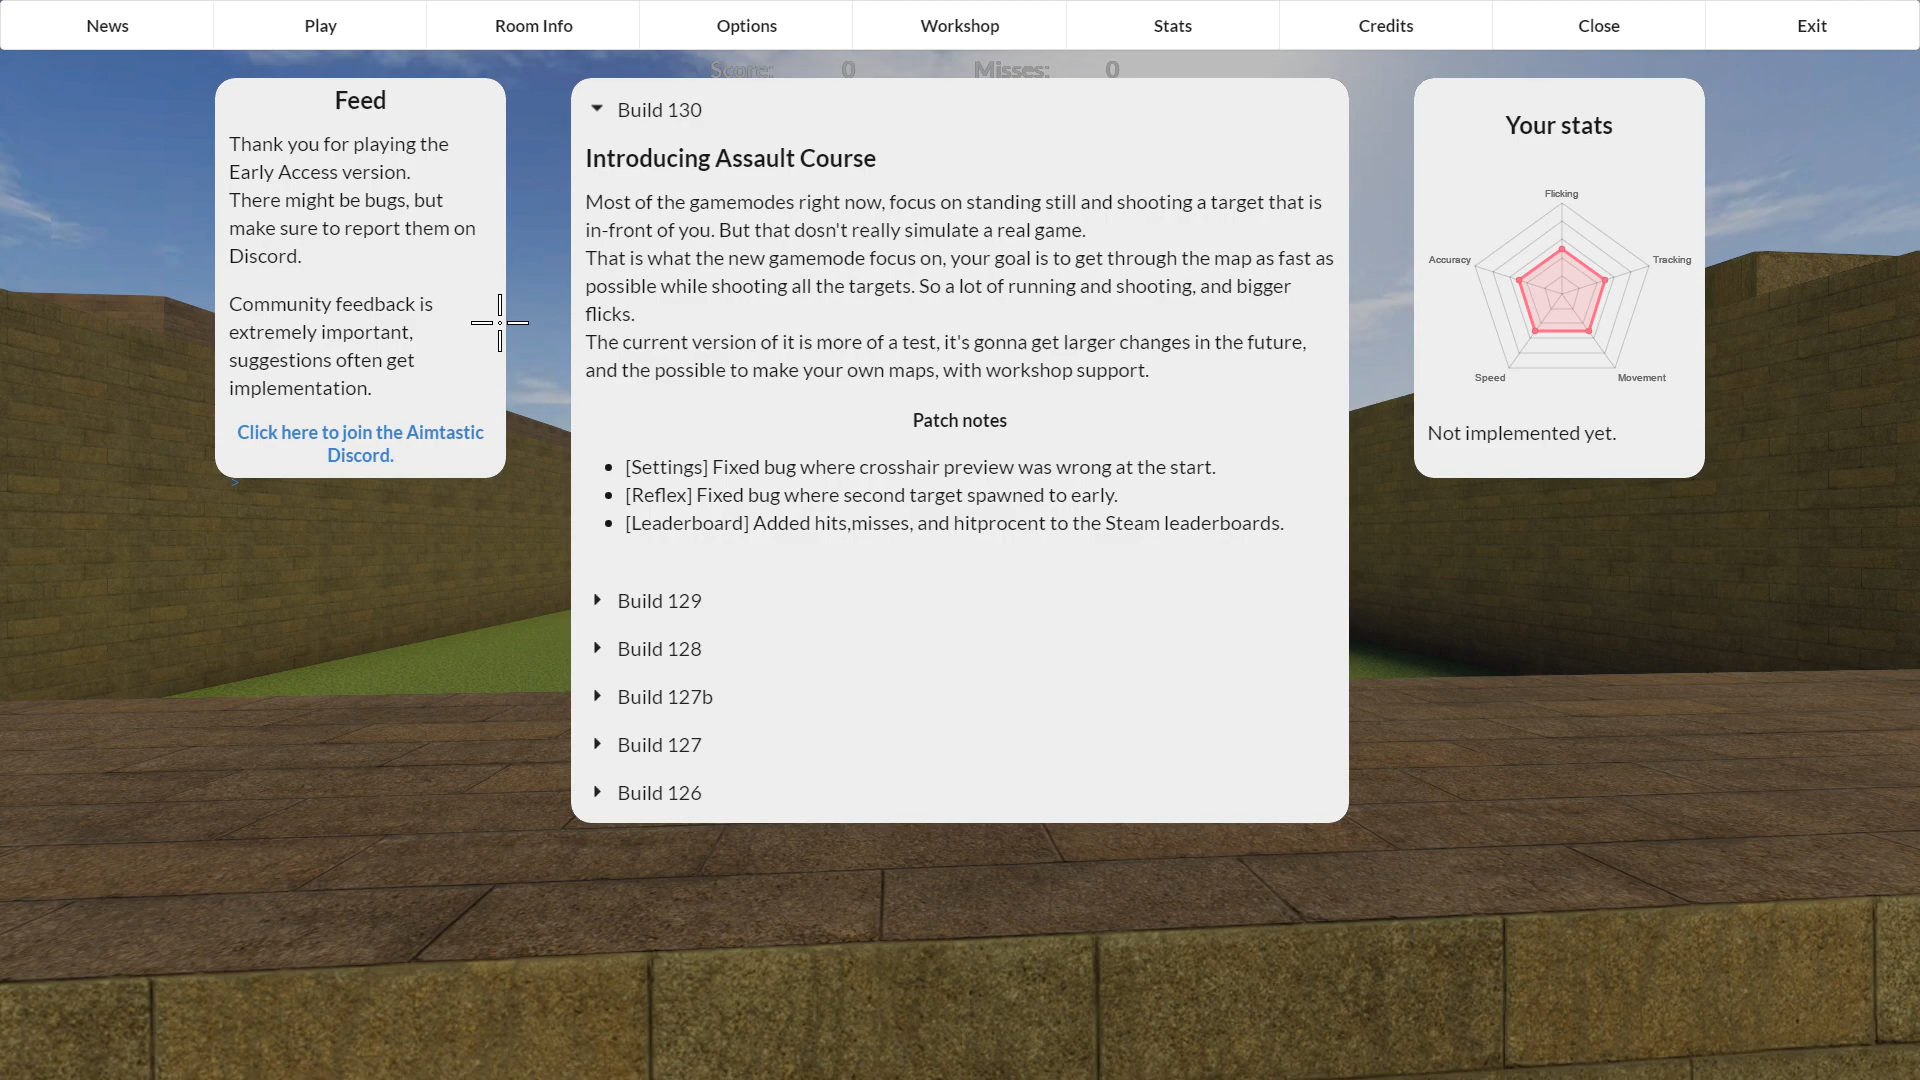 News Play Room Info Options Workshop Stats Credits Close Exit
Score: 0 Misses: 0
Feed
Thank you for playing the
Early Access version.
There might be bugs, but
make sure to report them on
Discord.
Community feedback is
extremely important,
suggestions often get
implementation.
Click here to join the Aimtastic
Discord.
>
Build 130
Introducing Assault Course
Most of the gamemodes right now, focus on standing still and shooting a target that is
in-front of you. But that dosn't really simulate a real game.
That is what the new gamemode focus on, your goal is to get through the map as fast as
possible while shooting all the targets. So a lot of running and shooting, and bigger
flicks.
The current version of it is more of a test, it's gonna get larger changes in the future,
and the possible to make your own maps, with workshop support.
Patch notes
• [Settings] Fixed bug where crosshair preview was wrong at the start.
• [Reflex] Fixed bug where second target spawned to early.
• [Leaderboard] Added hits,misses, and hitprocent to the Steam leaderboards.
Build 129
Build 128
Build 127b
Build 127
Build 126
Your stats
Flicking
Accuracy Tracking
Speed Movement
Not implemented yet.